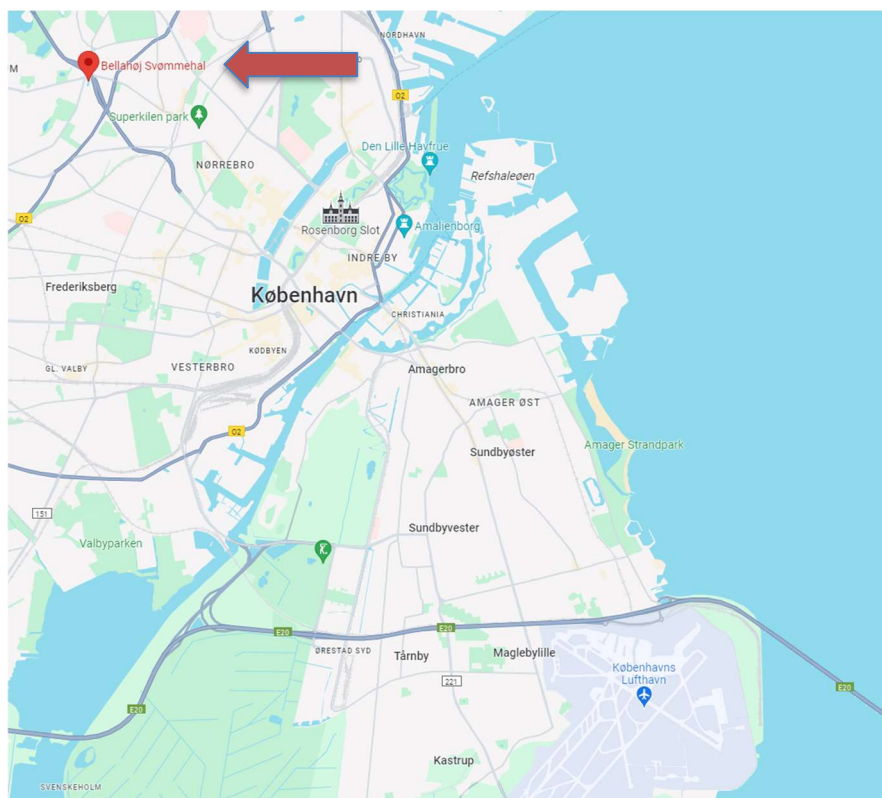 NORDHAVN
M
Bellahøj Svømmehal
O
O2
Superkilen park
Den Lille Havfrue
NØRREBRO
Refshaleøen
O2
Rosenborg Slot
Amalienborg
INDRE BY
Frederiksberg
København
CHRISTIANIA
KØDBYEN
GL. VALBY
VESTERBRO
Amagerbro
AMAGER ØST
O2
Sundbyøster
Amager Strandpark
151
Sundbyvester
Valbyparken
E20
E20
ØRESTAD SYD
Tårnby
Maglebylille
Københavns
Lufthavn
221
E20
E20
Kastrup
SVENSKEHOLM